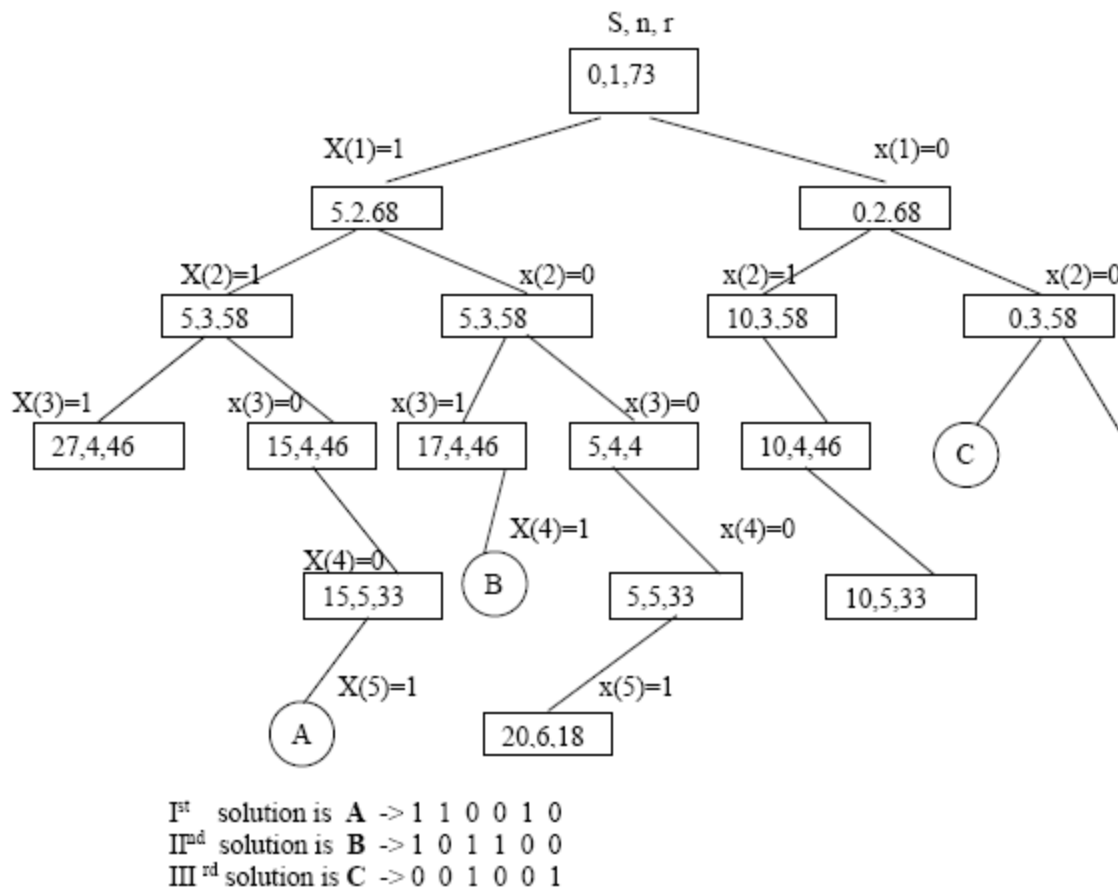 S, n, r
0,1,73
X(1)=1
x(1)=0
5.2.68
0.2.68
X(2)=1
x(2)=0
x(2)=1
x(2)=0
5,3,58
5,3,58
10,3,58
0,3,58
X(3)=1
x(3)=0
x(3)=1
x(3)=0
27,4,46
15,4,46
17,4,46
5,4,4
10,4,46
C
X(4)=0
X(4)=1
x(4)=0
15,5,33
B
5,5,33
10,5,33
X(5)=1
x(5)=1
A
20,6,18
Ist solution is A -> 1 1 0 0 1 0
IInd solution is B -> 1 0 1 1 0 0
III rd solution is C -> 0 0 1 0 0 1